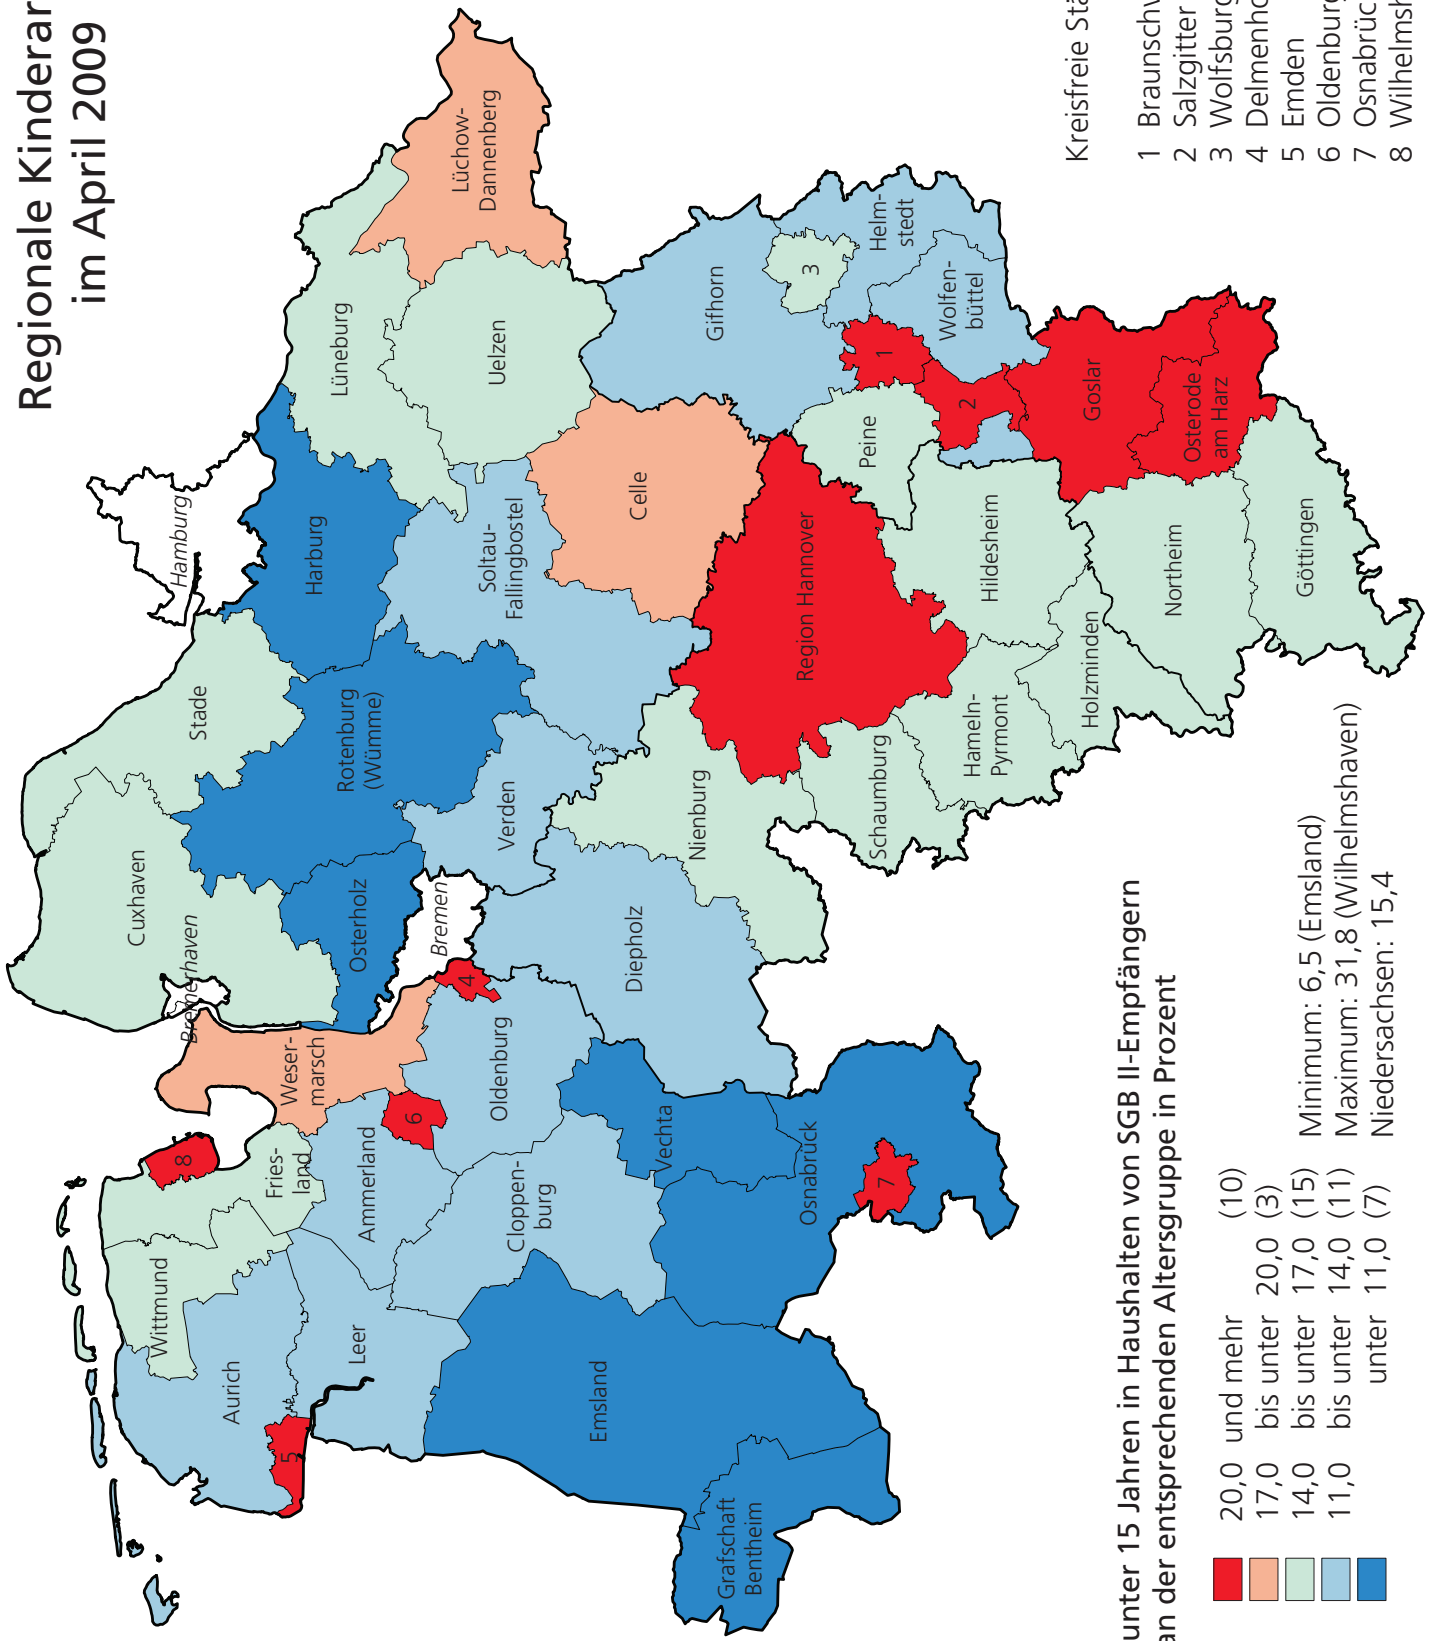 Regionale Kinderar
im April 2009
Hamburg
Stade
Cuxhaven
Bremerhaven
Harburg
Lüneburg
Lüchow-
Dannenberg
Uelzen
Rotenburg
(Wümme)
Osterholz
Bremen
Soltau-
Fallingbostel
Verden
Celle
Gifhorn
Weser-
marsch
Fries-
land
Wittmund
Aurich
Leer
Ammerland
Oldenburg
Cloppen-
burg
Diepholz
Vechta
Emsland
Osnabrück
Grafschaft
Bentheim
Nienburg
Region Hannover
Schaumburg
Hameln-
Pyrmont
Hildesheim
Holzminden
Peine
Helm-
stedt
Wolfen-
büttel
Goslar
Osterode
am Harz
Northeim
Göttingen
1
2
3
4
5
6
7
8
Kreisfreie Stä
1 Braunschw
2 Salzgitter
3 Wolfsburg
4 Delmenho
5 Emden
6 Oldenburg
7 Osnabrüc
8 Wilhelmsh
unter 15 Jahren in Haushalten von SGB II-Empfängern
an der entsprechenden Altersgruppe in Prozent
20,0 und mehr (10)
17,0 bis unter 20,0 (3)
14,0 bis unter 17,0 (15)
11,0 bis unter 14,0 (11)
unter 11,0 (7)
Minimum: 6,5 (Emsland)
Maximum: 31,8 (Wilhelmshaven)
Niedersachsen: 15,4